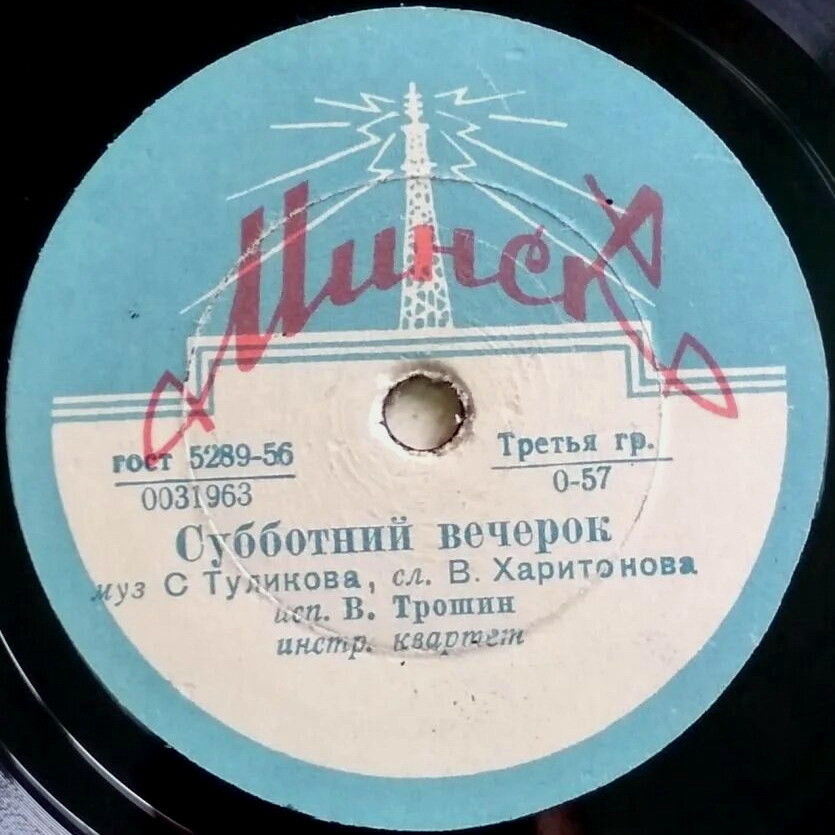 Минск
гост 5289-56 Третья гр.
0031963 0-57
Субботний вечерок
муз С Туликова, сл. В. Харитонова
исп. В. Трошин
инстр. квартет